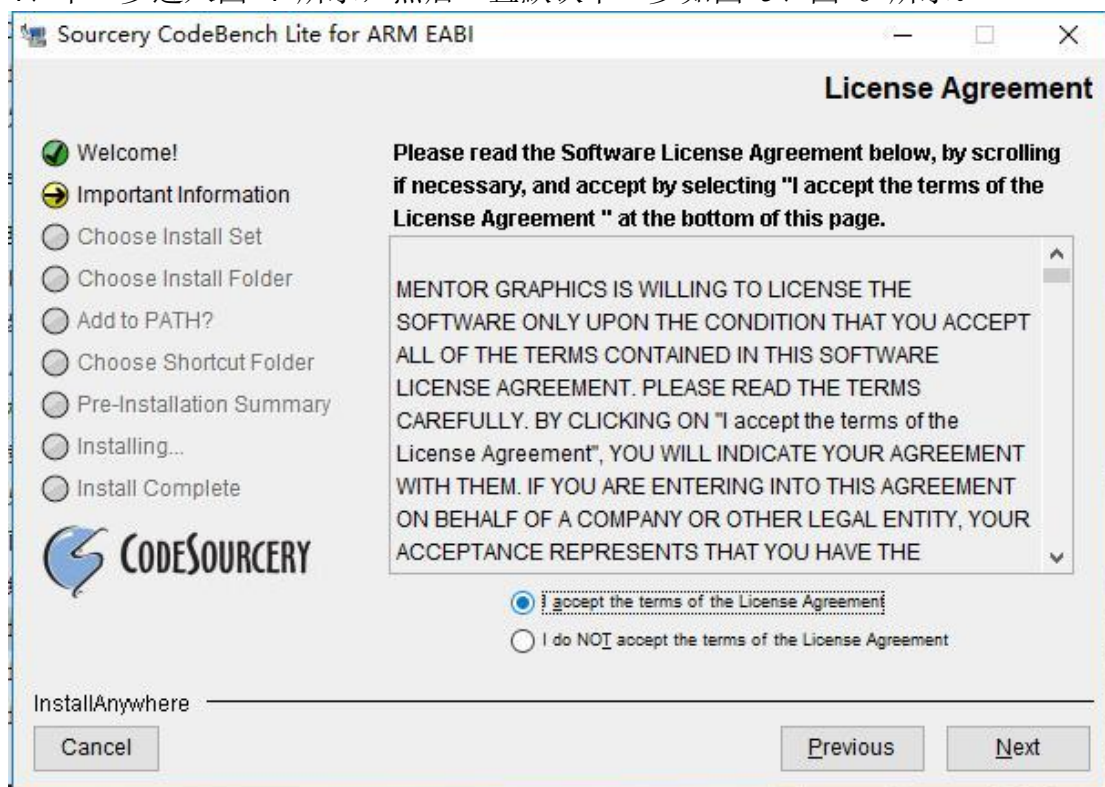 Sourcery CodeBench Lite for ARM EABI
License Agreement
Welcome!
Important Information
Choose Install Set
Choose Install Folder
Add to PATH?
Choose Shortcut Folder
Pre-Installation Summary
Installing...
Install Complete
CODESOURCERY
Please read the Software License Agreement below, by scrolling
if necessary, and accept by selecting "I accept the terms of the
License Agreement " at the bottom of this page.
MENTOR GRAPHICS IS WILLING TO LICENSE THE
SOFTWARE ONLY UPON THE CONDITION THAT YOU ACCEPT
ALL OF THE TERMS CONTAINED IN THIS SOFTWARE
LICENSE AGREEMENT. PLEASE READ THE TERMS
CAREFULLY. BY CLICKING ON "I accept the terms of the
License Agreement", YOU WILL INDICATE YOUR AGREEMENT
WITH THEM. IF YOU ARE ENTERING INTO THIS AGREEMENT
ON BEHALF OF A COMPANY OR OTHER LEGAL ENTITY, YOUR
ACCEPTANCE REPRESENTS THAT YOU HAVE THE
I accept the terms of the License Agreement
I do NOT accept the terms of the License Agreement
InstallAnywhere
Cancel
Previous
Next